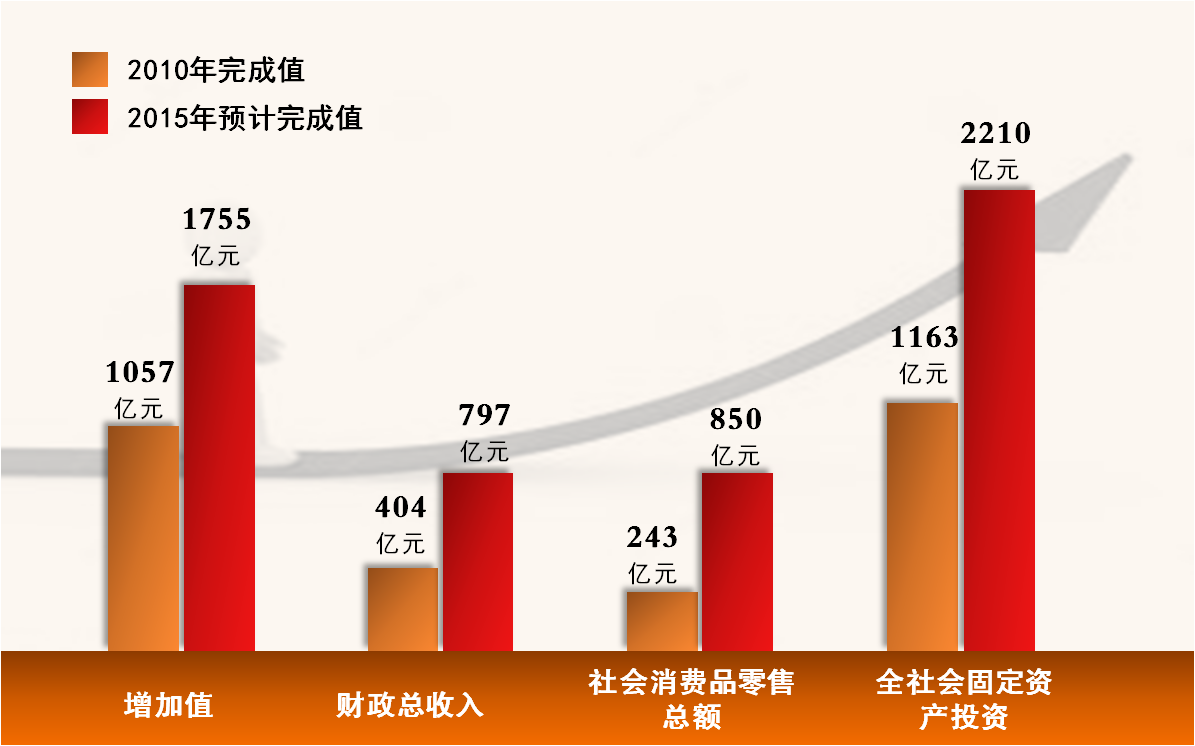 2010年完成值
2015年预计完成值
2210
亿元
1755
亿元
1163
亿元
1057
亿元
797
亿元
850
亿元
404
亿元
243
亿元
增加值
财政总收入
社会消费品零售
总额
全社会固定资
产投资